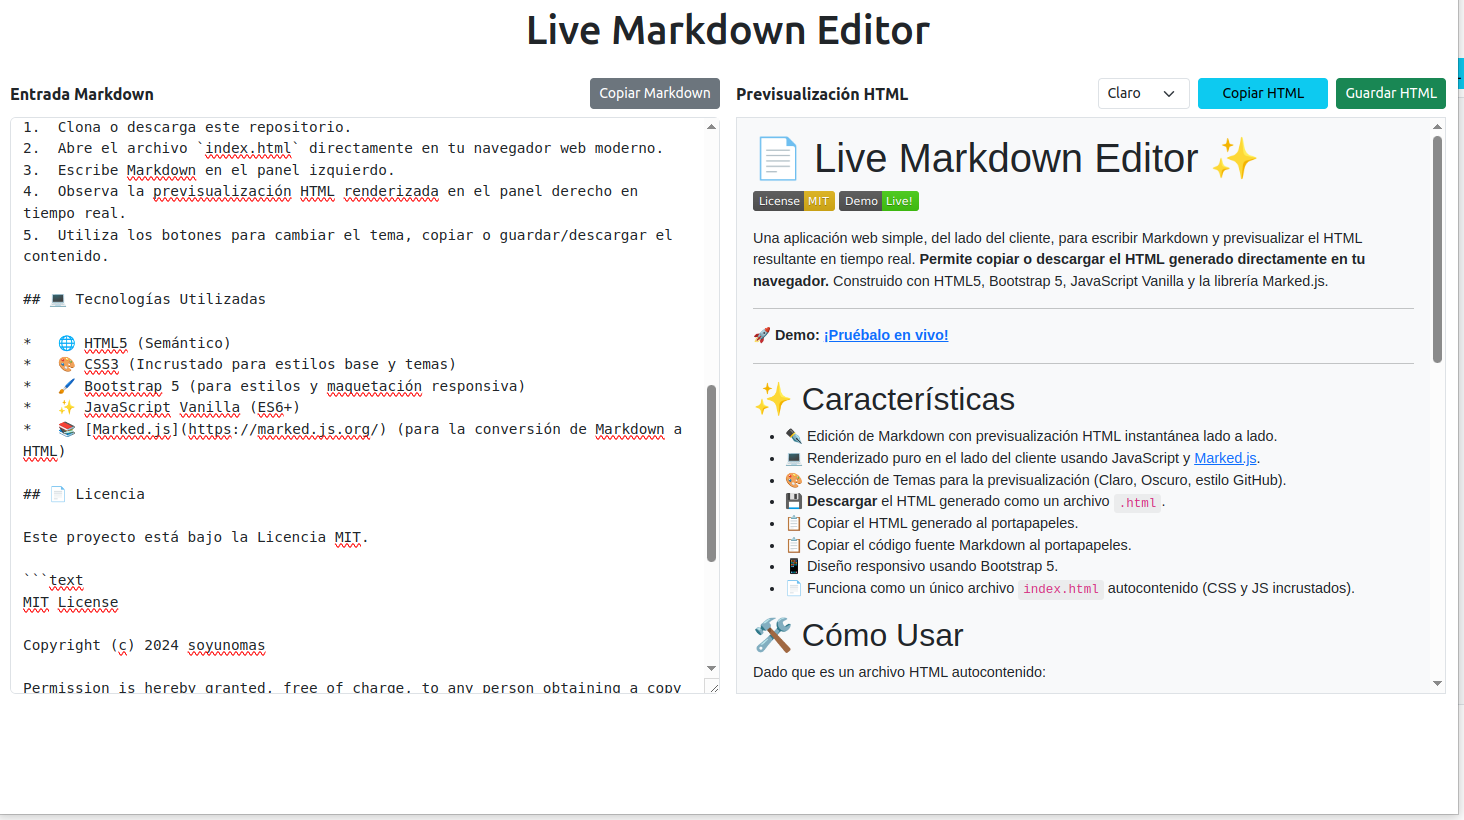 Live Markdown Editor
Entrada Markdown
Copiar Markdown
1.  Clona o descarga este repositorio.
2.  Abre el archivo `index.html` directamente en tu navegador web moderno.
3.  Escribe Markdown en el panel izquierdo.
4.  Observa la previsualización HTML renderizada en el panel derecho en
tiempo real.
5.  Utiliza los botones para cambiar el tema, copiar o guardar/descargar el
contenido.
## 💻 Tecnologías Utilizadas
*   🌐 HTML5 (Semántico)
*   🎨 CSS3 (Incrustado para estilos base y temas)
*   🖌️ Bootstrap 5 (para estilos y maquetación responsiva)
*   ✨ JavaScript Vanilla (ES6+)
*   📚 [Marked.js](https://marked.js.org/) (para la conversión de Markdown a
HTML)
## 📄 Licencia
Este proyecto está bajo la Licencia MIT.
```text
MIT License
Copyright (c) 2024 soyunomas
Permission is hereby granted, free of charge, to any person obtaining a copy
Previsualización HTML
Claro
Copiar HTML
Guardar HTML
📄 Live Markdown Editor ✨
License MIT Demo Live!
Una aplicación web simple, del lado del cliente, para escribir Markdown y previsualizar el HTML
resultante en tiempo real. Permite copiar o descargar el HTML generado directamente en tu
navegador. Construido con HTML5, Bootstrap 5, JavaScript Vanilla y la librería Marked.js.
🚀 Demo: ¡Pruébalo en vivo!
✨ Características
• ✒️ Edición de Markdown con previsualización HTML instantánea lado a lado.
• 💻 Renderizado puro en el lado del cliente usando JavaScript y Marked.js.
• 🎨 Selección de Temas para la previsualización (Claro, Oscuro, estilo GitHub).
• 💾 Descargar el HTML generado como un archivo .html.
• 📋 Copiar el HTML generado al portapapeles.
• 📋 Copiar el código fuente Markdown al portapapeles.
• 📱 Diseño responsivo usando Bootstrap 5.
• 📄 Funciona como un único archivo index.html autocontenido (CSS y JS incrustados).
🛠️ Cómo Usar
Dado que es un archivo HTML autocontenido: